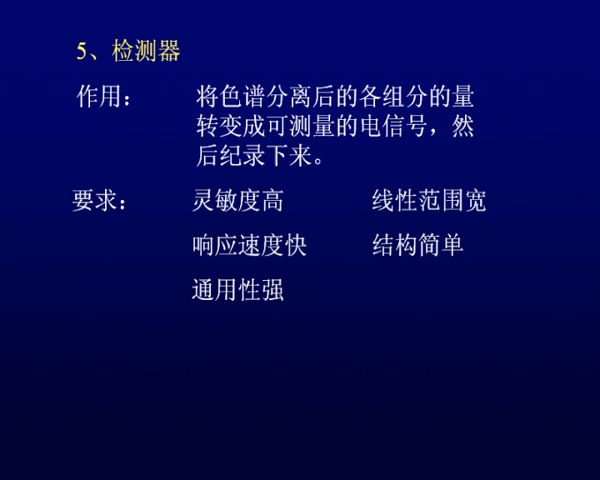 5、检测器
作用： 将色谱分离后的各组分的量
转变成可测量的电信号，然
后纪录下来。
要求： 灵敏度高 线性范围宽
响应速度快 结构简单
通用性强